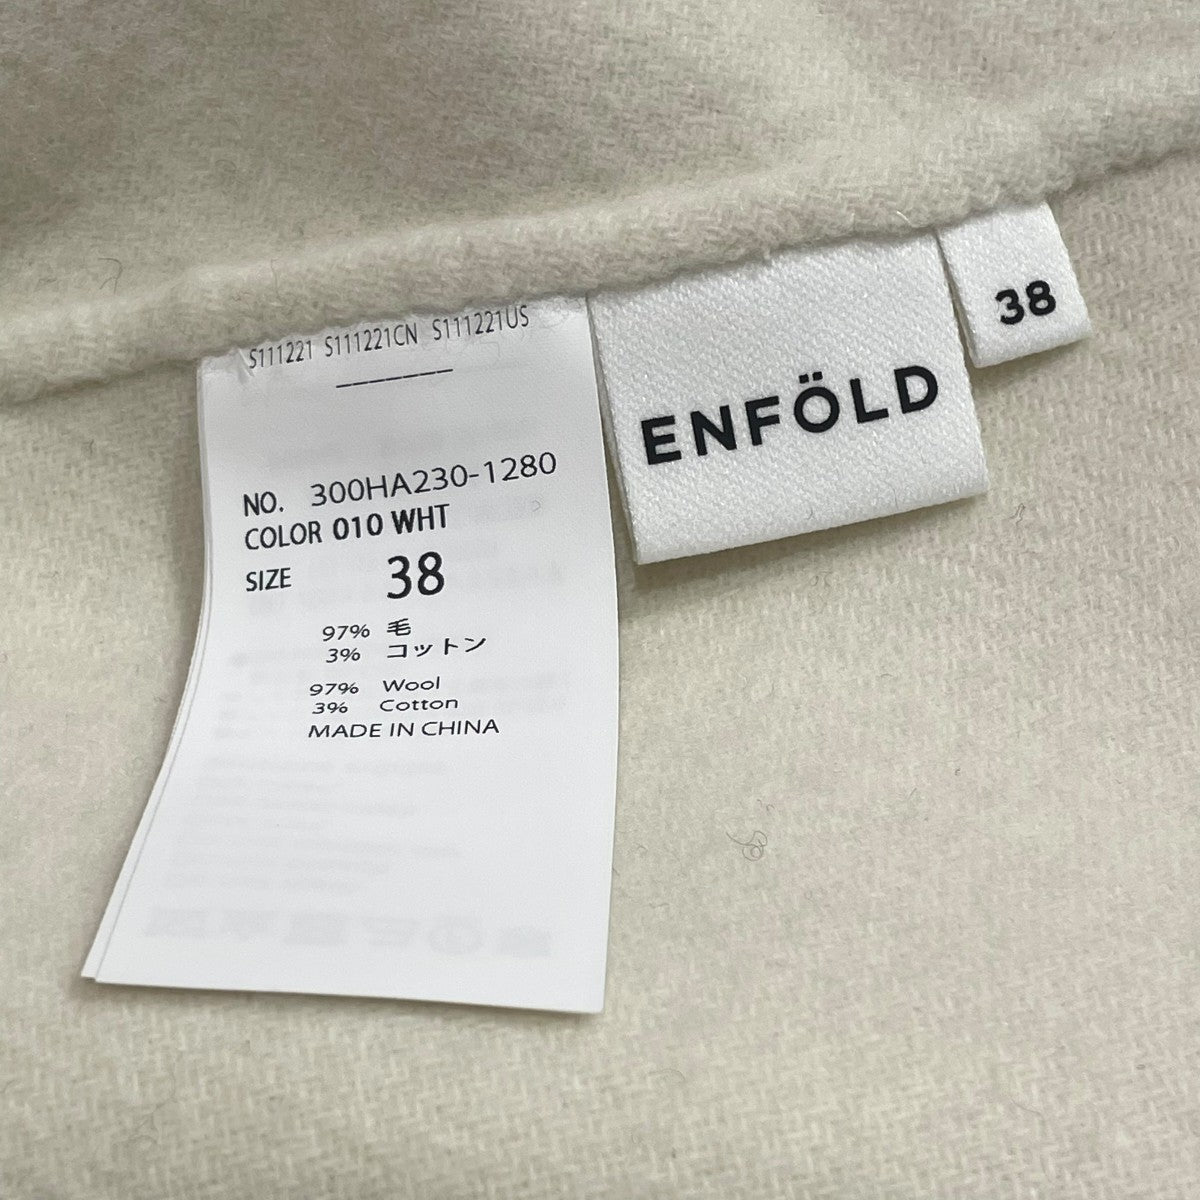 S111221 S111221CN S111221US
NO. 300HA230-1280
COLOR 010 WHT
SIZE 38
97% 毛
3% コットン
97% Wool
3% Cotton
MADE IN CHINA
ENFÖLD
38